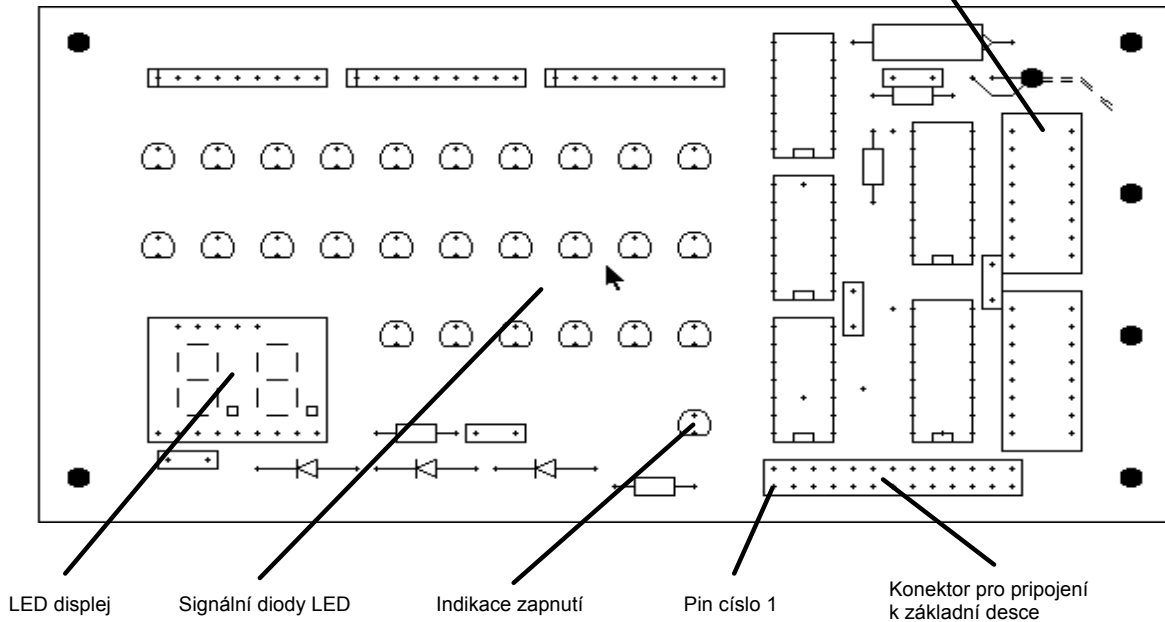 LED displej
Signální diody LED
Indikace zapnutí
Pin císlo 1
Konektor pro pripojení
k základní desce